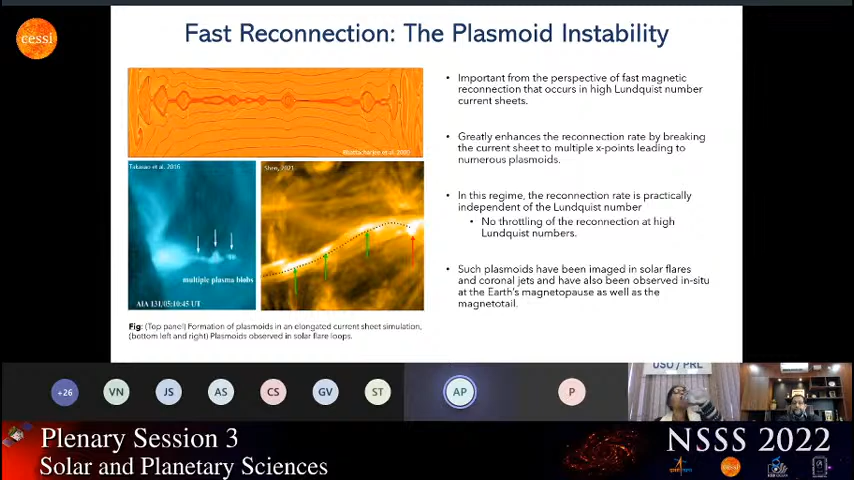 cessi
Fast Reconnection: The Plasmoid Instability
Bhattacharjee et al. 2009
Takasao et al. 2016
multiple plasma blobs
AIA 131/05:10:45 UT
Shen, 2021
Fig: (Top panel) Formation of plasmoids in an elongated current sheet simulation,
(bottom left and right) Plasmoids observed in solar flare loops.
• Important from the perspective of fast magnetic
reconnection that occurs in high Lundquist number
current sheets.
• Greatly enhances the reconnection rate by breaking
the current sheet to multiple x-points leading to
numerous plasmoids.
• In this regime, the reconnection rate is practically
independent of the Lundquist number
• No throttling of the reconnection at high
Lundquist numbers.
• Such plasmoids have been imaged in solar flares
and coronal jets and have also been observed in-situ
at the Earth's magnetopause as well as the
magnetotail.
+26
VN
JS
AS
CS
GV
ST
AP
P
USO / PRL
Plenary Session 3
Solar and Planetary Sciences
NSSS 2022
cessi